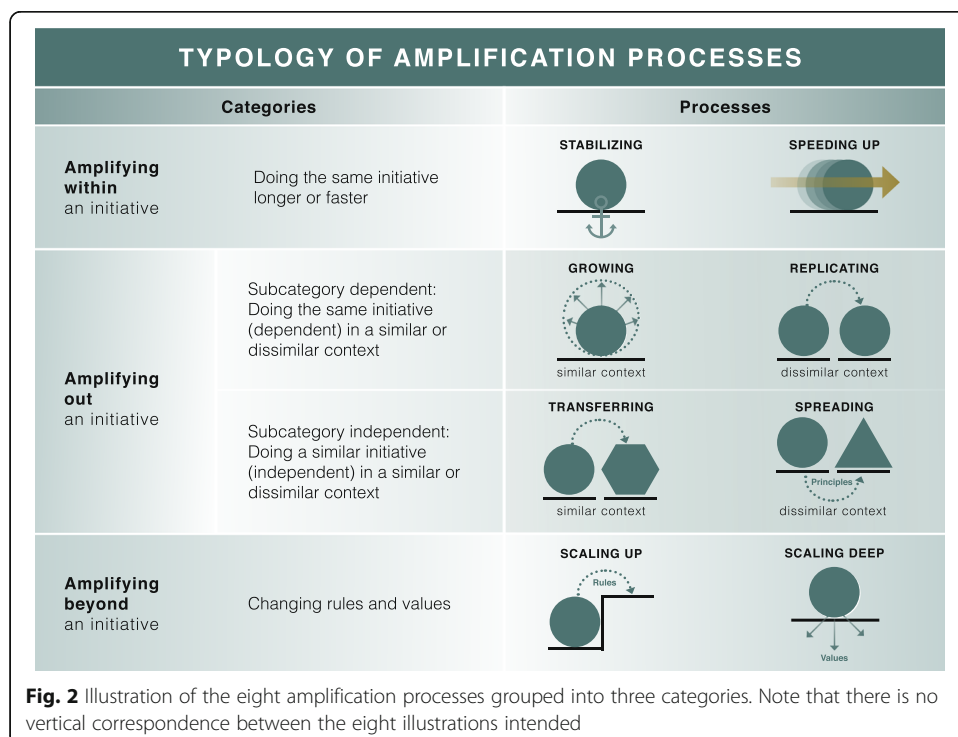 TYPOLOGY OF AMPLIFICATION PROCESSES
Categories
Processes
Amplifying
within
an initiative
Doing the same initiative
longer or faster
STABILIZING
SPEEDING UP
Amplifying
out
an initiative
Subcategory dependent:
Doing the same initiative
(dependent) in a similar or
dissimilar context
GROWING
similar context
REPLICATING
dissimilar context
Subcategory independent:
Doing a similar initiative
(independent) in a similar or
dissimilar context
TRANSFERRING
similar context
SPREADING
Principles
dissimilar context
Amplifying
beyond
an initiative
Changing rules and values
SCALING UP
Rules
SCALING DEEP
Values
Fig. 2 Illustration of the eight amplification processes grouped into three categories. Note that there is no
vertical correspondence between the eight illustrations intended